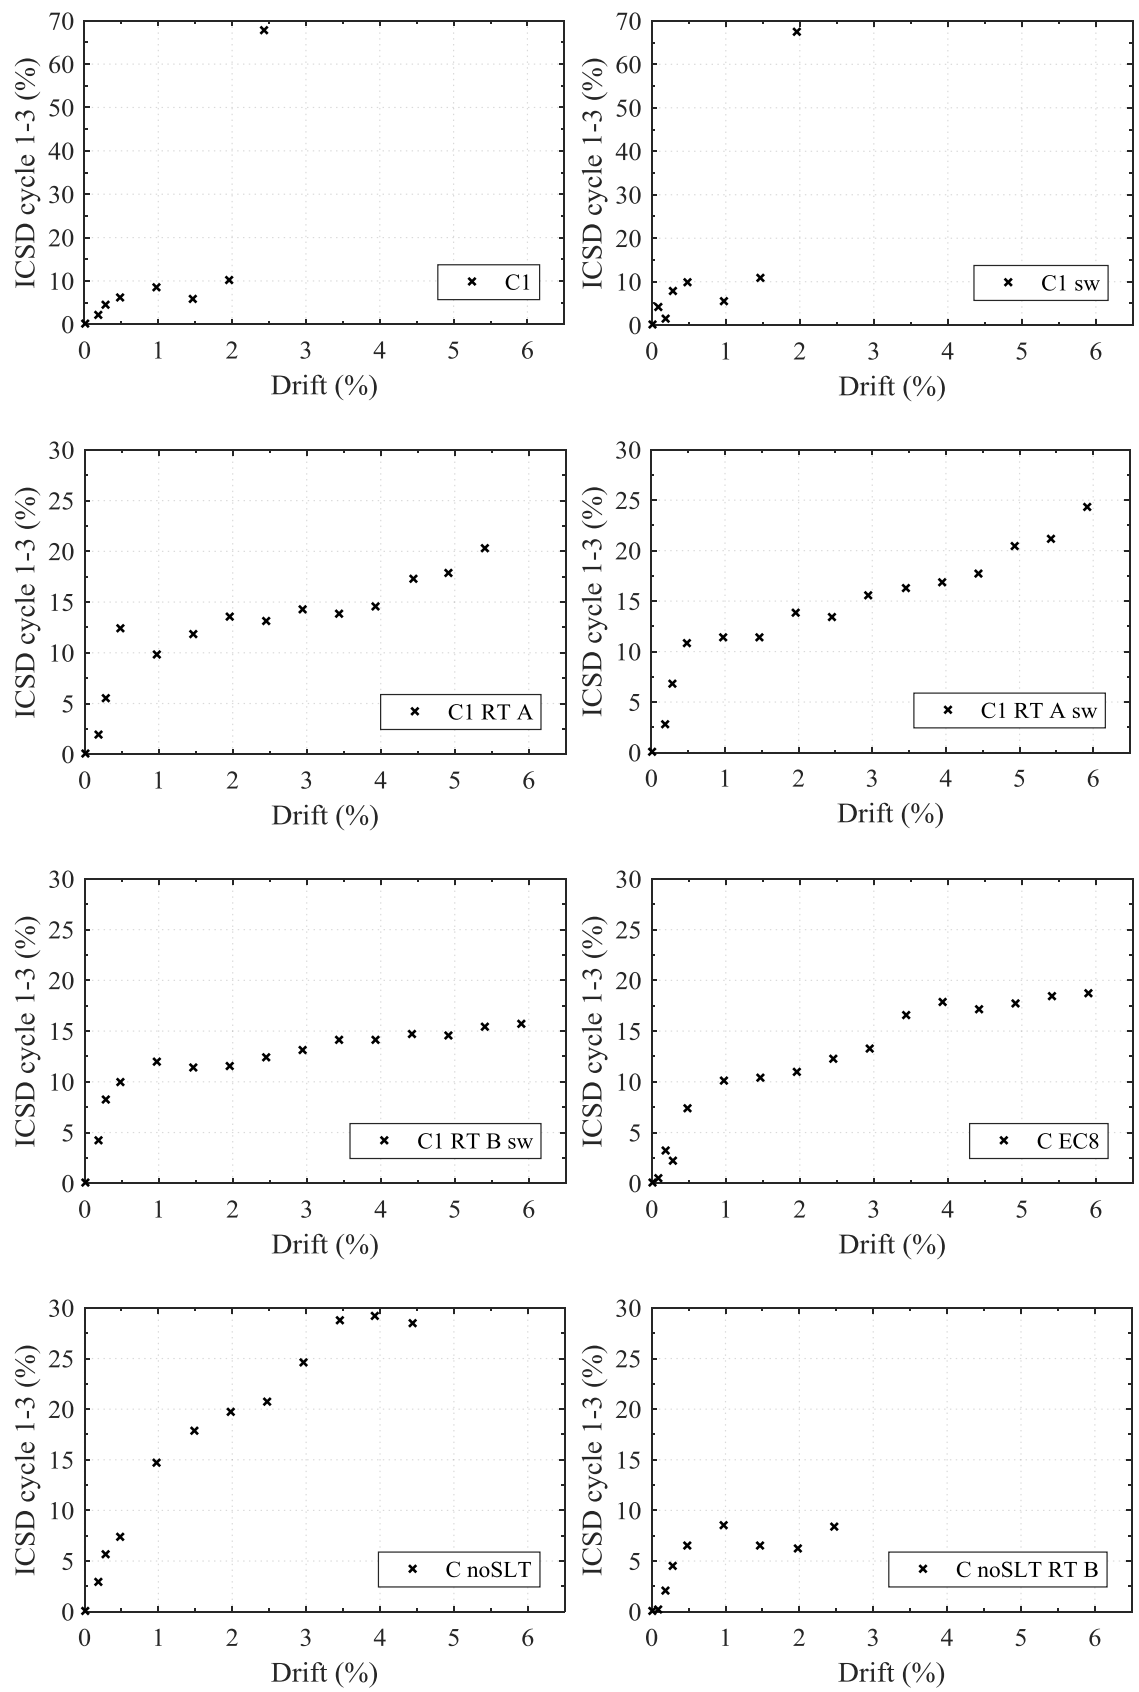 70
60
50
40
30
20
10
0
ICSD cycle 1-3 (%)
C1
0 1 2 3 4 5 6
Drift (%)
70
60
50
40
30
20
10
0
ICSD cycle 1-3 (%)
C1 sw
0 1 2 3 4 5 6
Drift (%)
30
25
20
15
10
5
0
ICSD cycle 1-3 (%)
C1 RT A
0 1 2 3 4 5 6
Drift (%)
30
25
20
15
10
5
0
ICSD cycle 1-3 (%)
C1 RT A sw
0 1 2 3 4 5 6
Drift (%)
30
25
20
15
10
5
0
ICSD cycle 1-3 (%)
C1 RT B sw
0 1 2 3 4 5 6
Drift (%)
30
25
20
15
10
5
0
ICSD cycle 1-3 (%)
C EC8
0 1 2 3 4 5 6
Drift (%)
30
25
20
15
10
5
0
ICSD cycle 1-3 (%)
C noSLT
0 1 2 3 4 5 6
Drift (%)
30
25
20
15
10
5
0
ICSD cycle 1-3 (%)
C noSLT RT B
0 1 2 3 4 5 6
Drift (%)